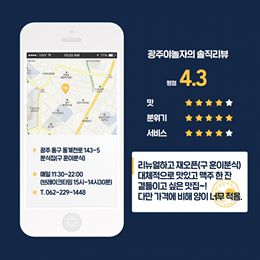 광주야놀자의 솔직리뷰
평점 4.3
맛
분위기
서비스
광주 동구 동계천로 143-5
분식집(구 훈이분식)
매일 11:30~22:00
(브레이크타임 15시~14시30분)
T. 062-229-1448
리뉴얼하고 재오픈(구 훈이분식)
대체적으로 맛있고 맥주 한 잔
곁들이고 싶은 맛집~!
다만 가격에 비해 양이 너무 적음.